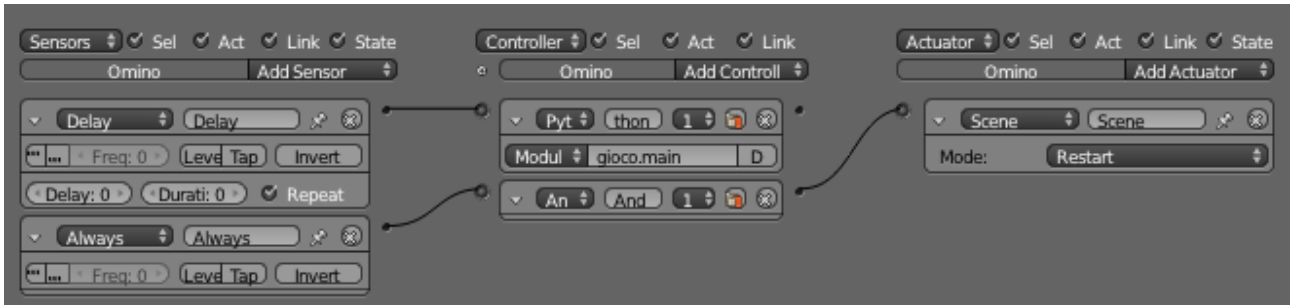 Sensors Sel Act Link State Controller Sel Act Link Actuator Sel Act Link State
Omino Add Sensor Omino Add Controll Omino Add Actuator
Delay Delay Pyt thon 1 Scene Scene
Freq: 0 Leve Tap Invert Modul gioco.main D Mode: Restart
Delay: 0 Durati: 0 Repeat An And 1
Always Always
Freq: 0 Leve Tap Invert